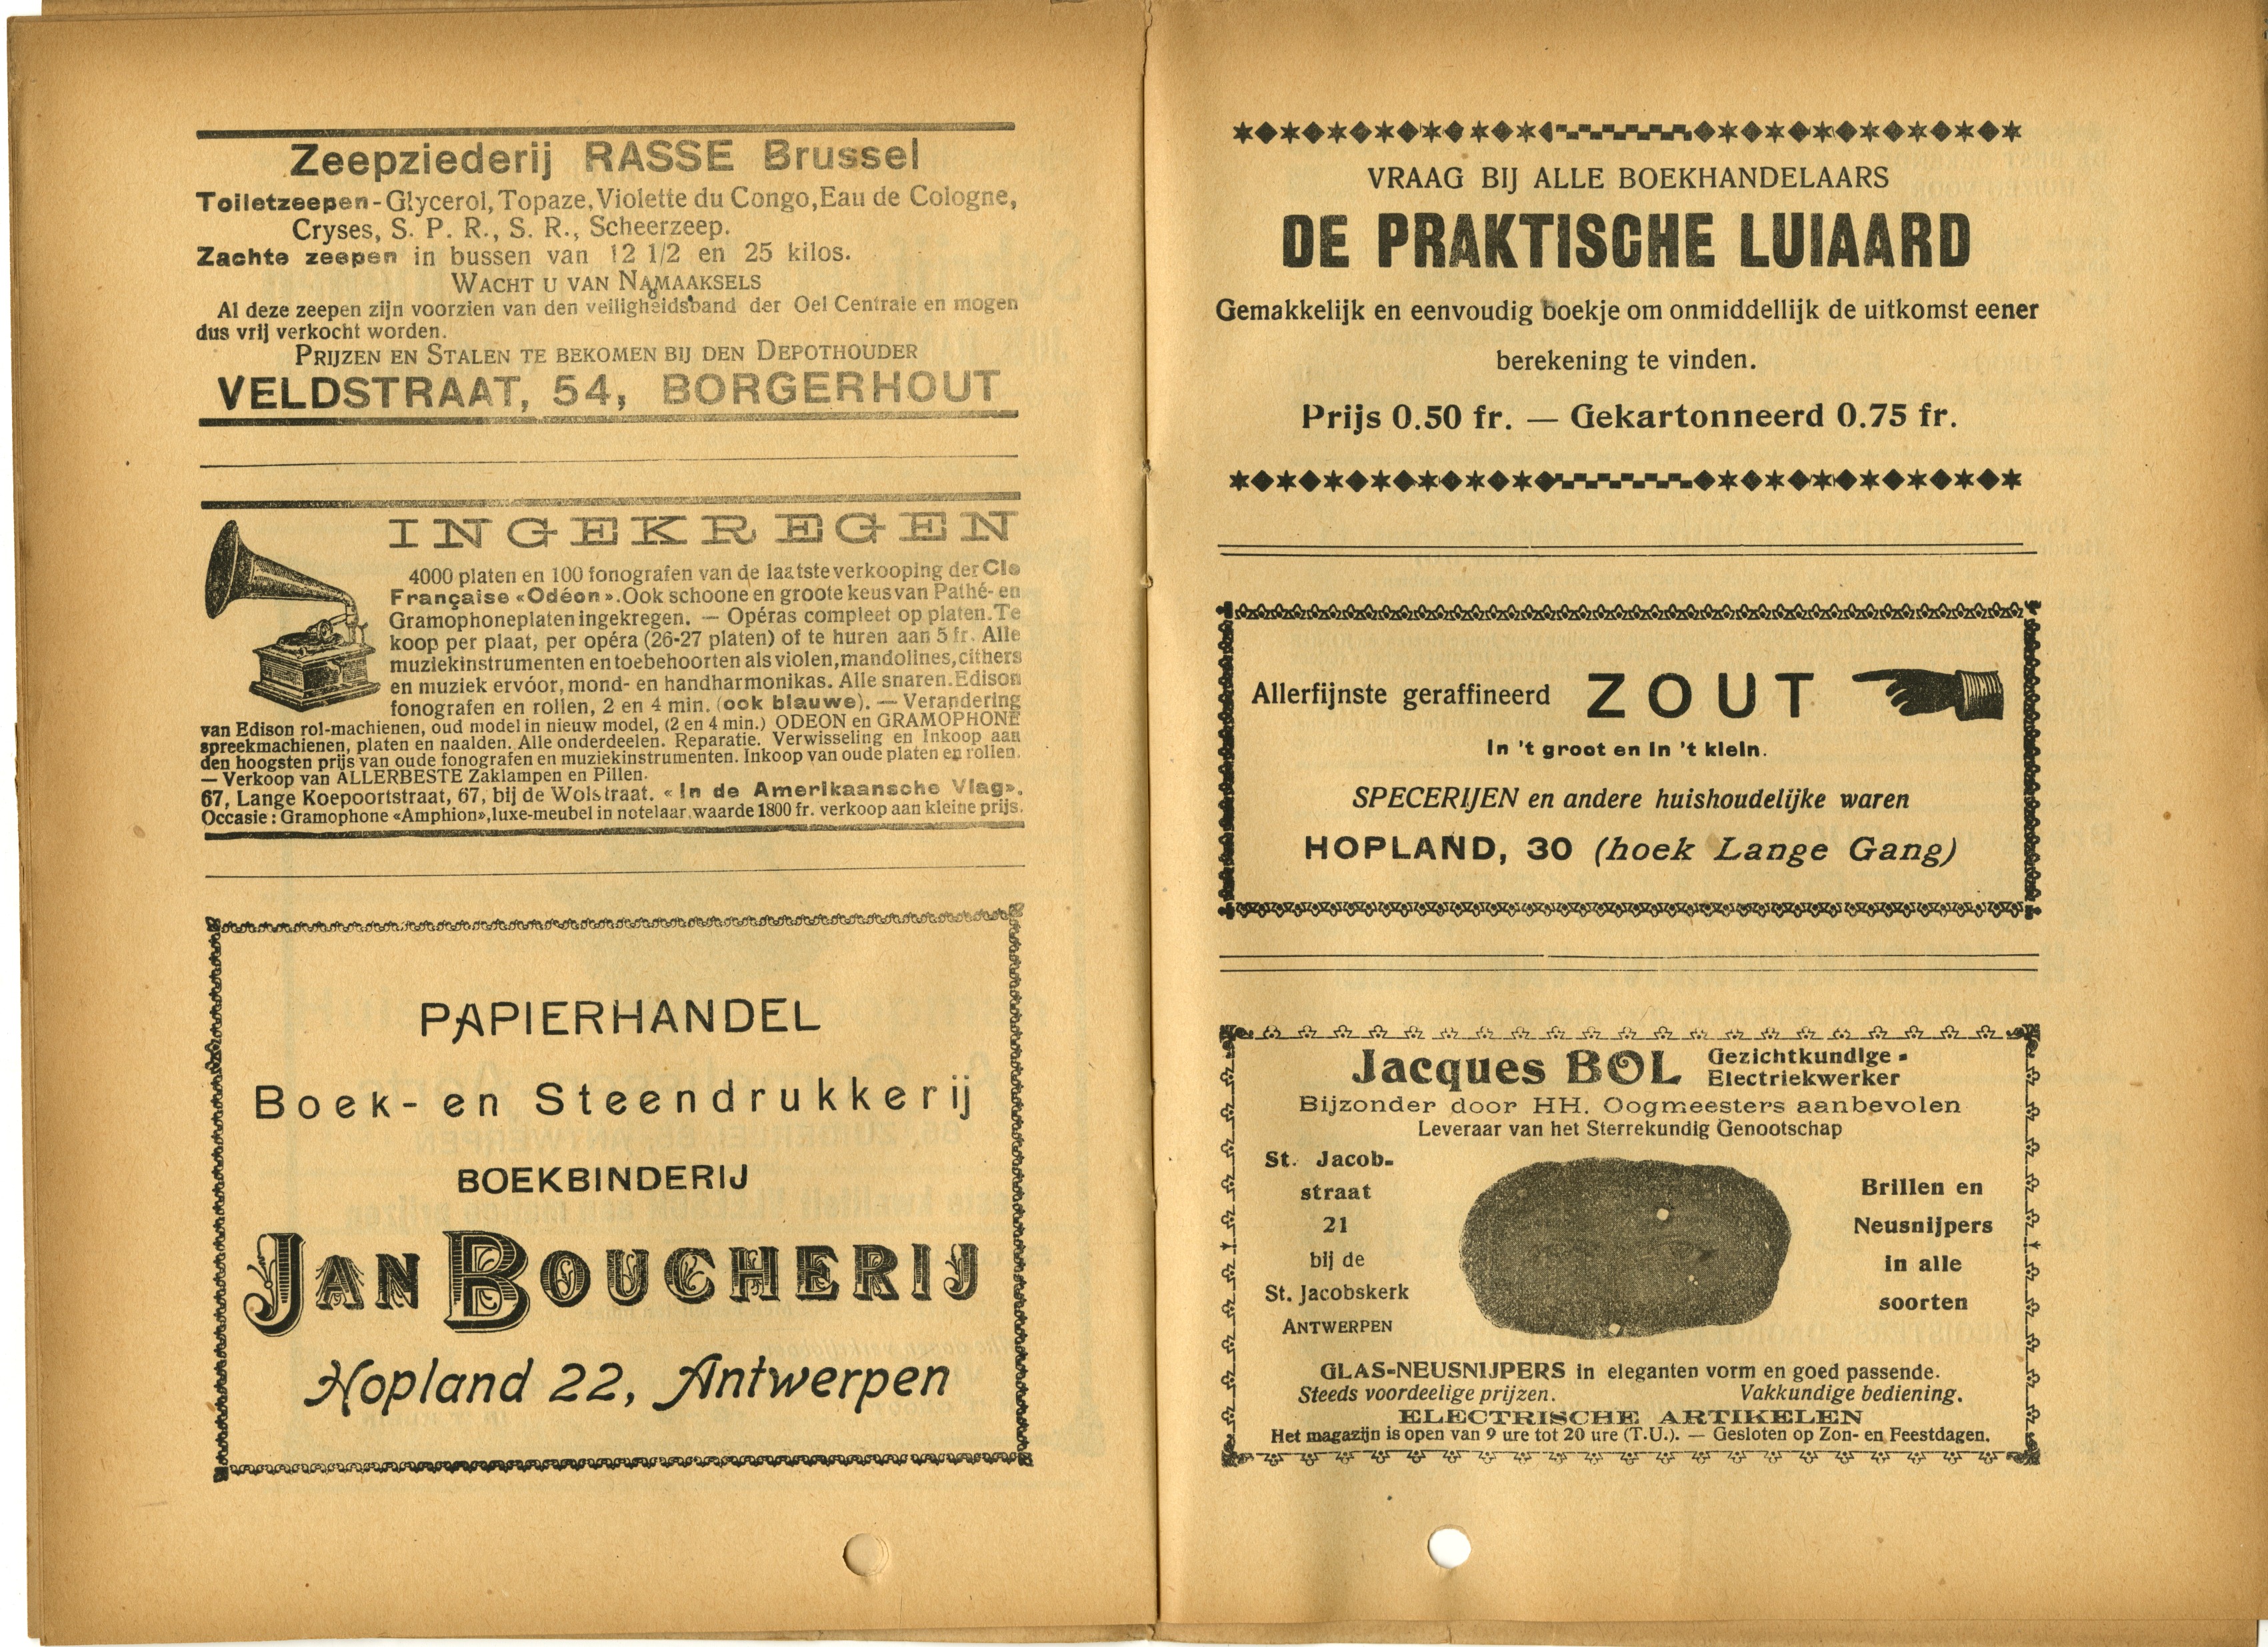 Zeepziederij RASSE Brussel
Toiletzeepen-Glycerol, Topaze, Violette du Congo, Eau de Cologne,
Cryses, S. P. R., S. R., Scheerzeep.
Zachte zeepen in bussen van 12 1/2 en 25 kilos.
WACHT U VAN NAMAAKSELS
Al deze zeepen zijn voorzien van den veiligheidsband der Oel Centrale en mogen
dus vrij verkocht worden.
PRIJZEN EN STALEN TE BEKOMEN BIJ DEN DEPOTHOUDER
VELDSTRAAT, 54, BORGERHOUT
INGEKREGEN
4000 platen en 100 fonografen van de laatste verkooping der Cie
Française «Odéon». Ook schoone en groote keus van Pathé- en
Gramophoneplaten ingekregen. — Opéras compleet op platen. Te
koop per plaat, per opéra (26-27 platen) of te huren aan 5 fr. Alle
muziekinstrumenten en toebehoorten als violen, mandolines, cithers
en muziek ervóor, mond- en handharmonikas. Alle snaren. Edison
fonografen en rollen, 2 en 4 min. (ook blauwe). — Verandering
van Edison rol-machienen, oud model in nieuw model, (2 en 4 min.) ODEON en GRAMOPHONE
spreekmachienen, platen en naalden. Alle onderdeelen. Reparatie. Verwisseling en Inkoop aan
den hoogsten prijs van oude fonografen en muziekinstrumenten. Inkoop van oude platen en rollen.
— Verkoop van ALLERBESTE Zaklampen en Pillen.
67, Lange Koepoortstraat, 67, bij de Wolstraat. «In de Amerikaansche Vlag».
Occasie : Gramophone «Amphion», luxe-meubel in notelaar, waarde 1800 fr. verkoop aan kleine prijs.
PAPIERHANDEL
Boek- en Steendrukkerij
BOEKBINDERIJ
JAN BOUCHERIJ
Hopland 22, Antwerpen
VRAAG BIJ ALLE BOEKHANDELAARS
DE PRAKTISCHE LUIAARD
Gemakkelijk en eenvoudig boekje om onmiddellijk de uitkomst eener
berekening te vinden.
Prijs 0.50 fr. — Gekartonneerd 0.75 fr.
Allerfijnste geraffineerd ZOUT
In 't groot en in 't klein.
SPECERIJEN en andere huishoudelijke waren
HOPLAND, 30 (hoek Lange Gang)
Jacques BOL Gezichtkundige-
Electriekwerker
Bijzonder door HH. Oogmeesters aanbevolen
Leveraar van het Sterrekundig Genootschap
St. Jacob-
straat
21
bij de
St. Jacobskerk
ANTWERPEN
Brillen en
Neusnijpers
in alle
soorten
GLAS-NEUSNIJPERS in eleganten vorm en goed passende.
Steeds voordeelige prijzen. Vakkundige bediening.
ELECTRISCHE ARTIKELEN
Het magazijn is open van 9 ure tot 20 ure (T.U.). — Gesloten op Zon- en Feestdagen.